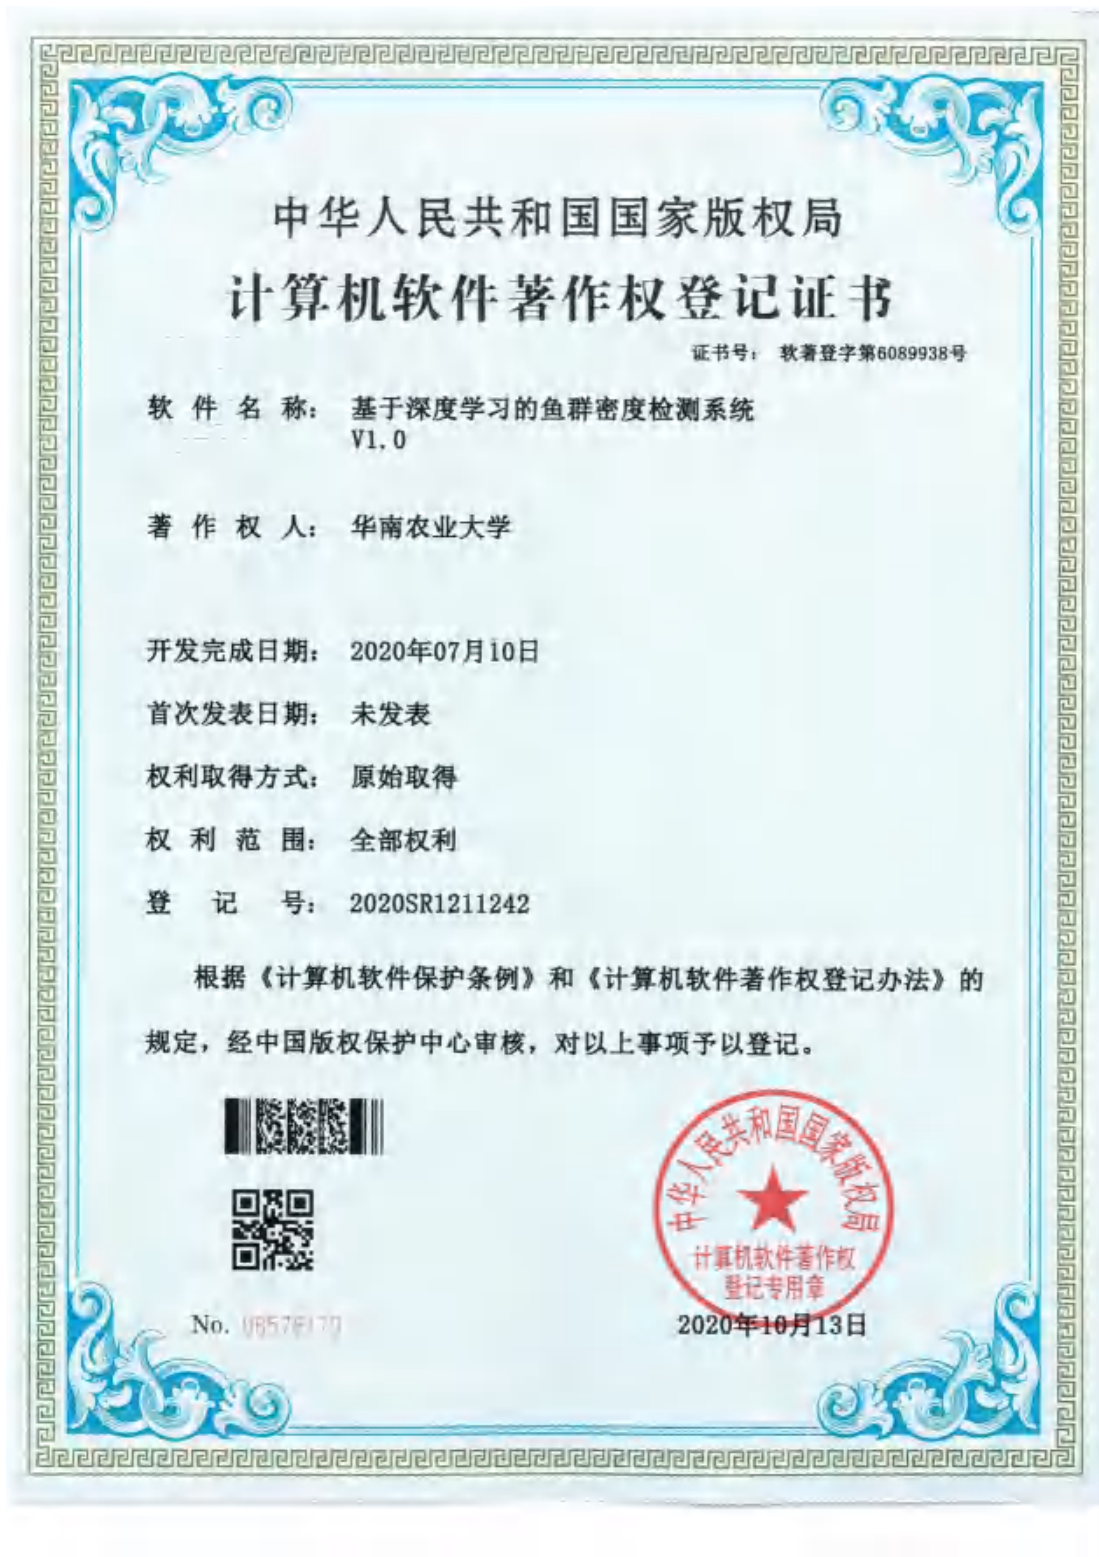 中华人民共和国国家版权局
计算机软件著作权登记证书
证书号： 软著登字第6089938号
软件名称： 基于深度学习的鱼群密度检测系统
V1.0
著作权人： 华南农业大学
开发完成日期： 2020年07月10日
首次发表日期： 未发表
权利取得方式： 原始取得
权利范围： 全部权利
登记号： 2020SR1211242
根据《计算机软件保护条例》和《计算机软件著作权登记办法》的
规定，经中国版权保护中心审核，对以上事项予以登记。
中华人民共和国国家版权局
计算机软件著作权
登记专用章
No.
2020年10月13日